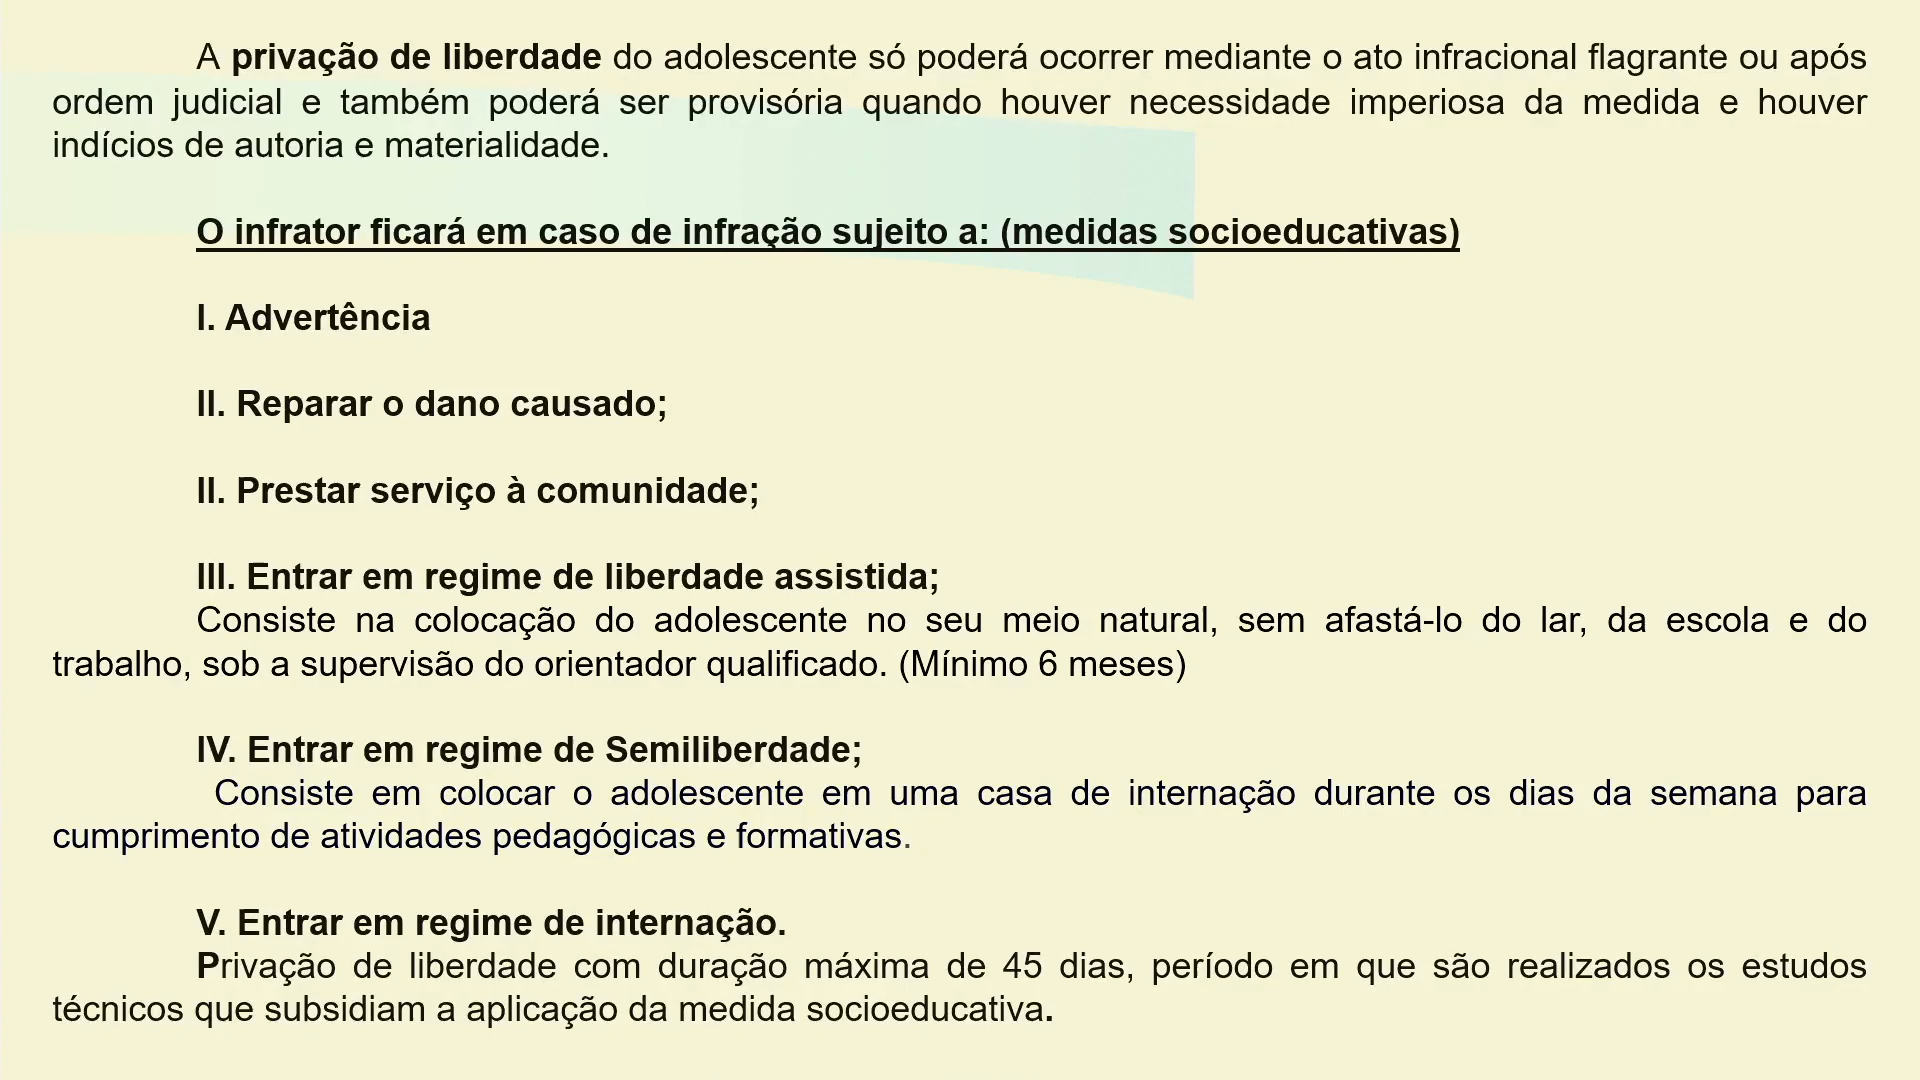 A privação de liberdade do adolescente só poderá ocorrer mediante o ato infracional flagrante ou após
ordem judicial e também poderá ser provisória quando houver necessidade imperiosa da medida e houver
indícios de autoria e materialidade.
O infrator ficará em caso de infração sujeito a: (medidas socioeducativas)
I. Advertência
II. Reparar o dano causado;
II. Prestar serviço à comunidade;
III. Entrar em regime de liberdade assistida;
Consiste na colocação do adolescente no seu meio natural, sem afastá-lo do lar, da escola e do
trabalho, sob a supervisão do orientador qualificado. (Mínimo 6 meses)
IV. Entrar em regime de Semiliberdade;
Consiste em colocar o adolescente em uma casa de internação durante os dias da semana para
cumprimento de atividades pedagógicas e formativas.
V. Entrar em regime de internação.
Privação de liberdade com duração máxima de 45 dias, período em que são realizados os estudos
técnicos que subsidiam a aplicação da medida socioeducativa.